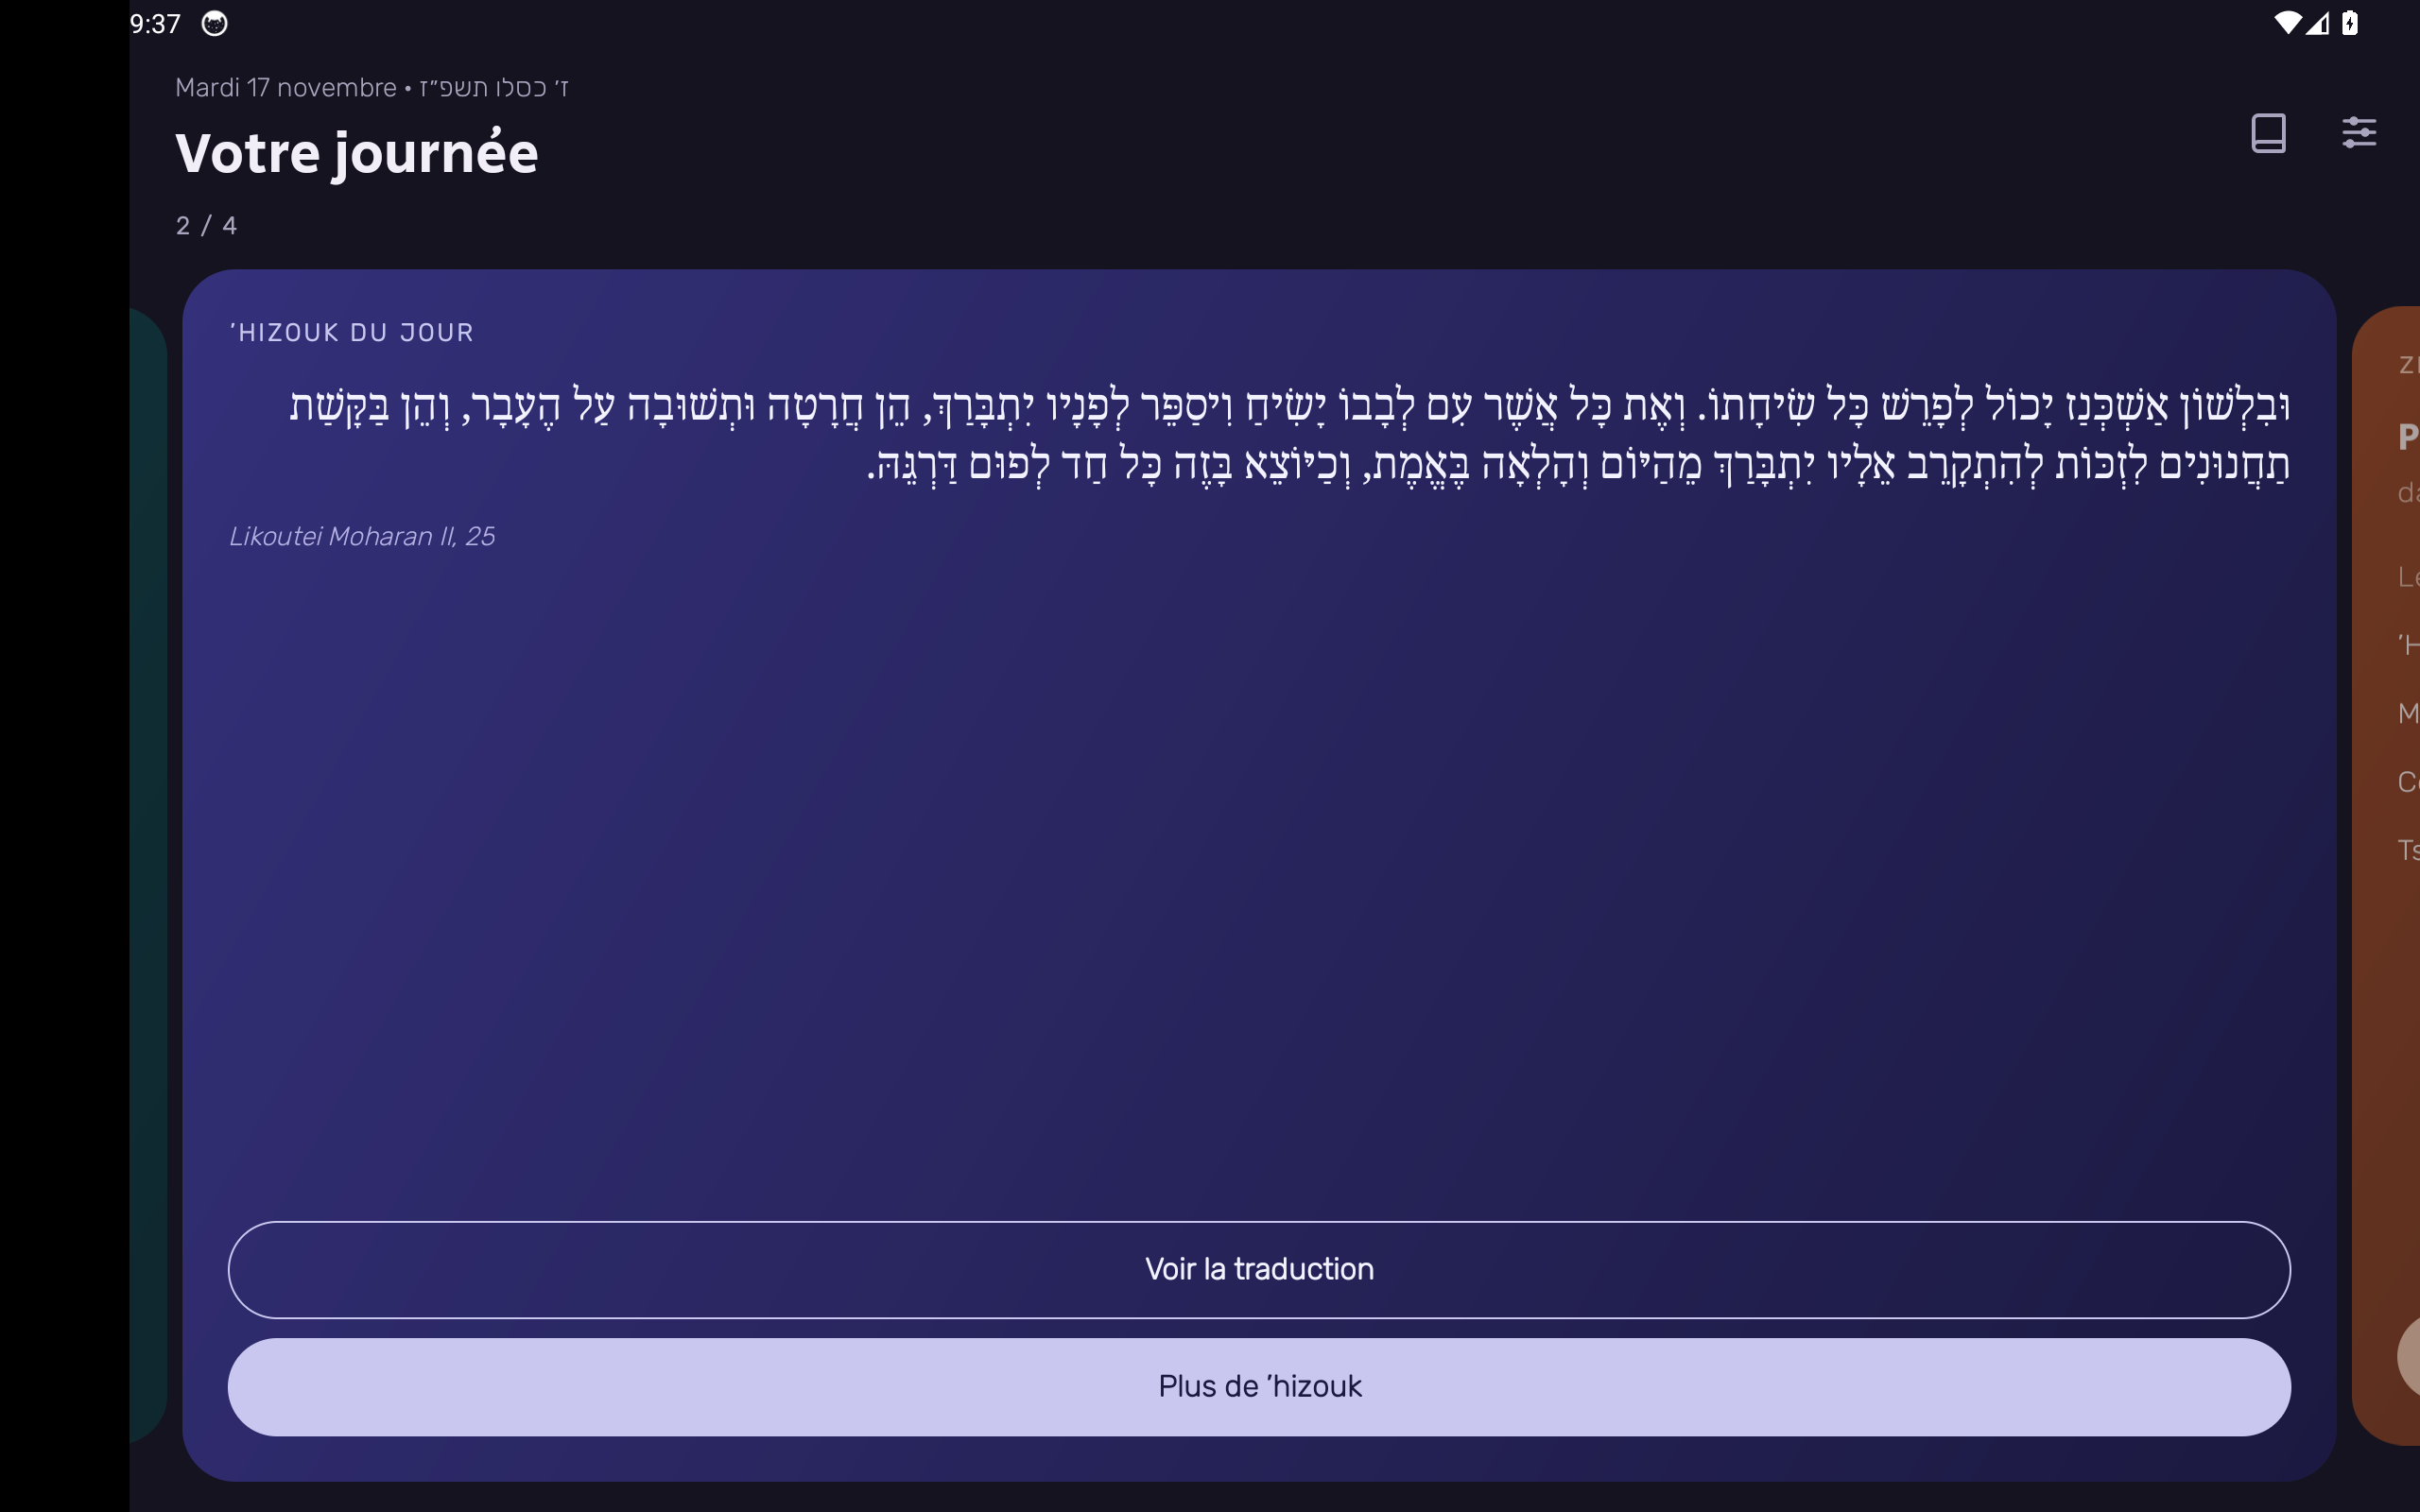 9:37
Mardi 17 novembre • ז׳ כסלו תשפ״ז
Votre journée
2 / 4
’HIZOUK DU JOUR
וּבִלְשׁוֹן אַשְׁכְּנַז יָכוֹל לְפָרֵשׁ כָּל שִׂיחָתוֹ. וְאֶת כָּל אֲשֶׁר עִם לְבָבוֹ יָשִׂיחַ וִיסַפֵּר לְפָנָיו יִתְבָּרַךְ, הֵן חֲרָטָה וּתְשׁוּבָה עַל הֶעָבָר, וְהֵן בַּקָּשַׁת
תַּחֲנוּנִים לִזְכּוֹת לְהִתְקָרֵב אֵלָיו יִתְבָּרַךְ מֵהַיּוֹם וְהָלְאָה בֶּאֱמֶת, וְכַיּוֹצֵא בָּזֶה כָּל חַד לְפוּם דַּרְגֵּהּ.
Likoutei Moharan II, 25
Voir la traduction
Plus de ’hizouk